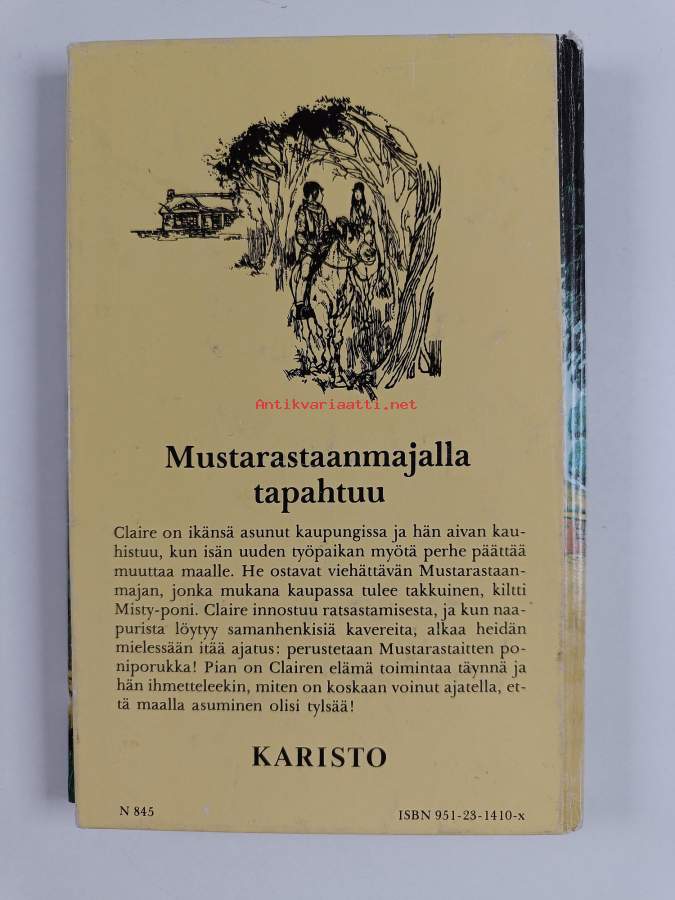 Antikvariaatti.net
Mustarastaanmajalla
tapahtuu
Claire on ikänsä asunut kaupungissa ja hän aivan kau-
histuu, kun isän uuden työpaikan myötä perhe päättää
muuttaa maalle. He ostavat viehättävän Mustarastaan-
majan, jonka mukana kaupassa tulee takkuinen, kiltti
Misty-poni. Claire innostuu ratsastamisesta, ja kun naa-
purista löytyy samanhenkisiä kavereita, alkaa heidän
mielessään itää ajatus: perustetaan Mustarastaitten po-
niporukka! Pian on Clairen elämä toimintaa täynnä ja
hän ihmetteleekin, miten on koskaan voinut ajatella, et-
tä maalla asuminen olisi tylsää!
KARISTO
N 845
ISBN 951-23-1410-x